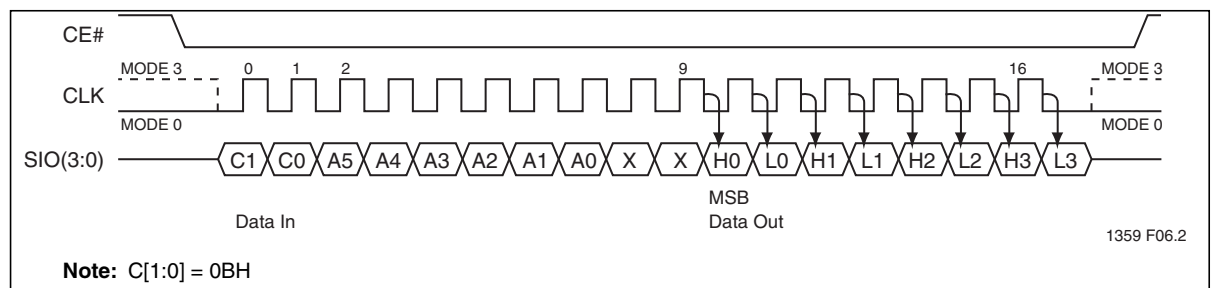 CE#
MODE 3 0 1 2 9 16 MODE 3
CLK
MODE 0 MODE 0
SIO(3:0) C1 C0 A5 A4 A3 A2 A1 A0 X X H0 L0 H1 L1 H2 L2 H3 L3
MSB
Data In Data Out
1359 F06.2
Note: C[1:0] = 0BH